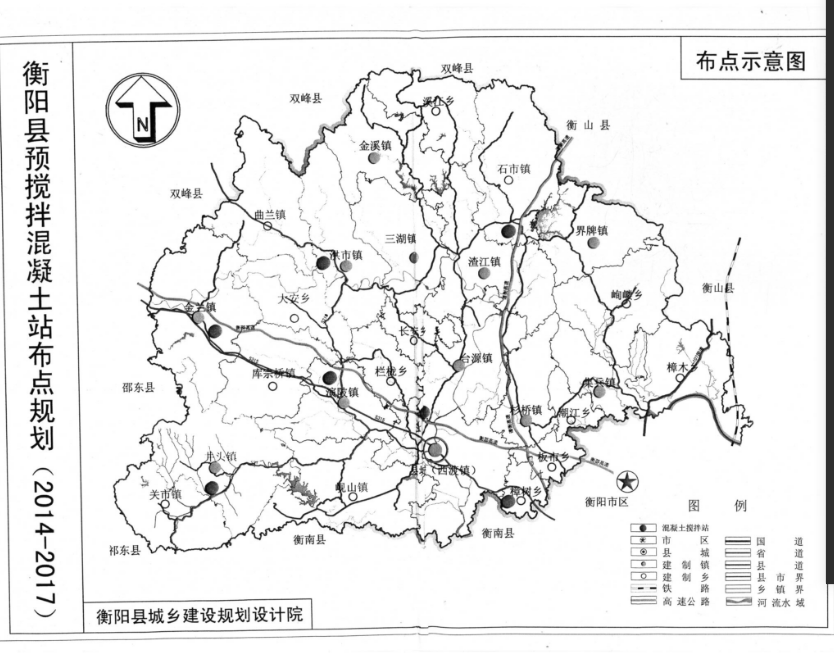 衡阳县预搅拌混凝土站布点规划（2014-2017）
布点示意图
N
双峰县
双峰县
溪江乡
衡山县
金溪镇
石市镇
双峰县
曲兰镇
三湖镇
界牌镇
洪市镇
渣江镇
大安乡
岣嵝乡
衡山县
金兰镇
长安乡
台源镇
库宗桥镇
栏垅乡
樟木乡
邵东县
演陂镇
集兵镇
杉桥镇
潮江乡
井头镇
县城（西渡镇）
板市乡
关市镇
岘山镇
樟树乡
衡阳市区
衡南县
衡南县
祁东县
图例
混凝土搅拌站
市区
县城
建制镇
建制乡
铁路
高速公路
国道
省道
县道
县市界
乡镇界
河流水域
衡阳县城乡建设规划设计院